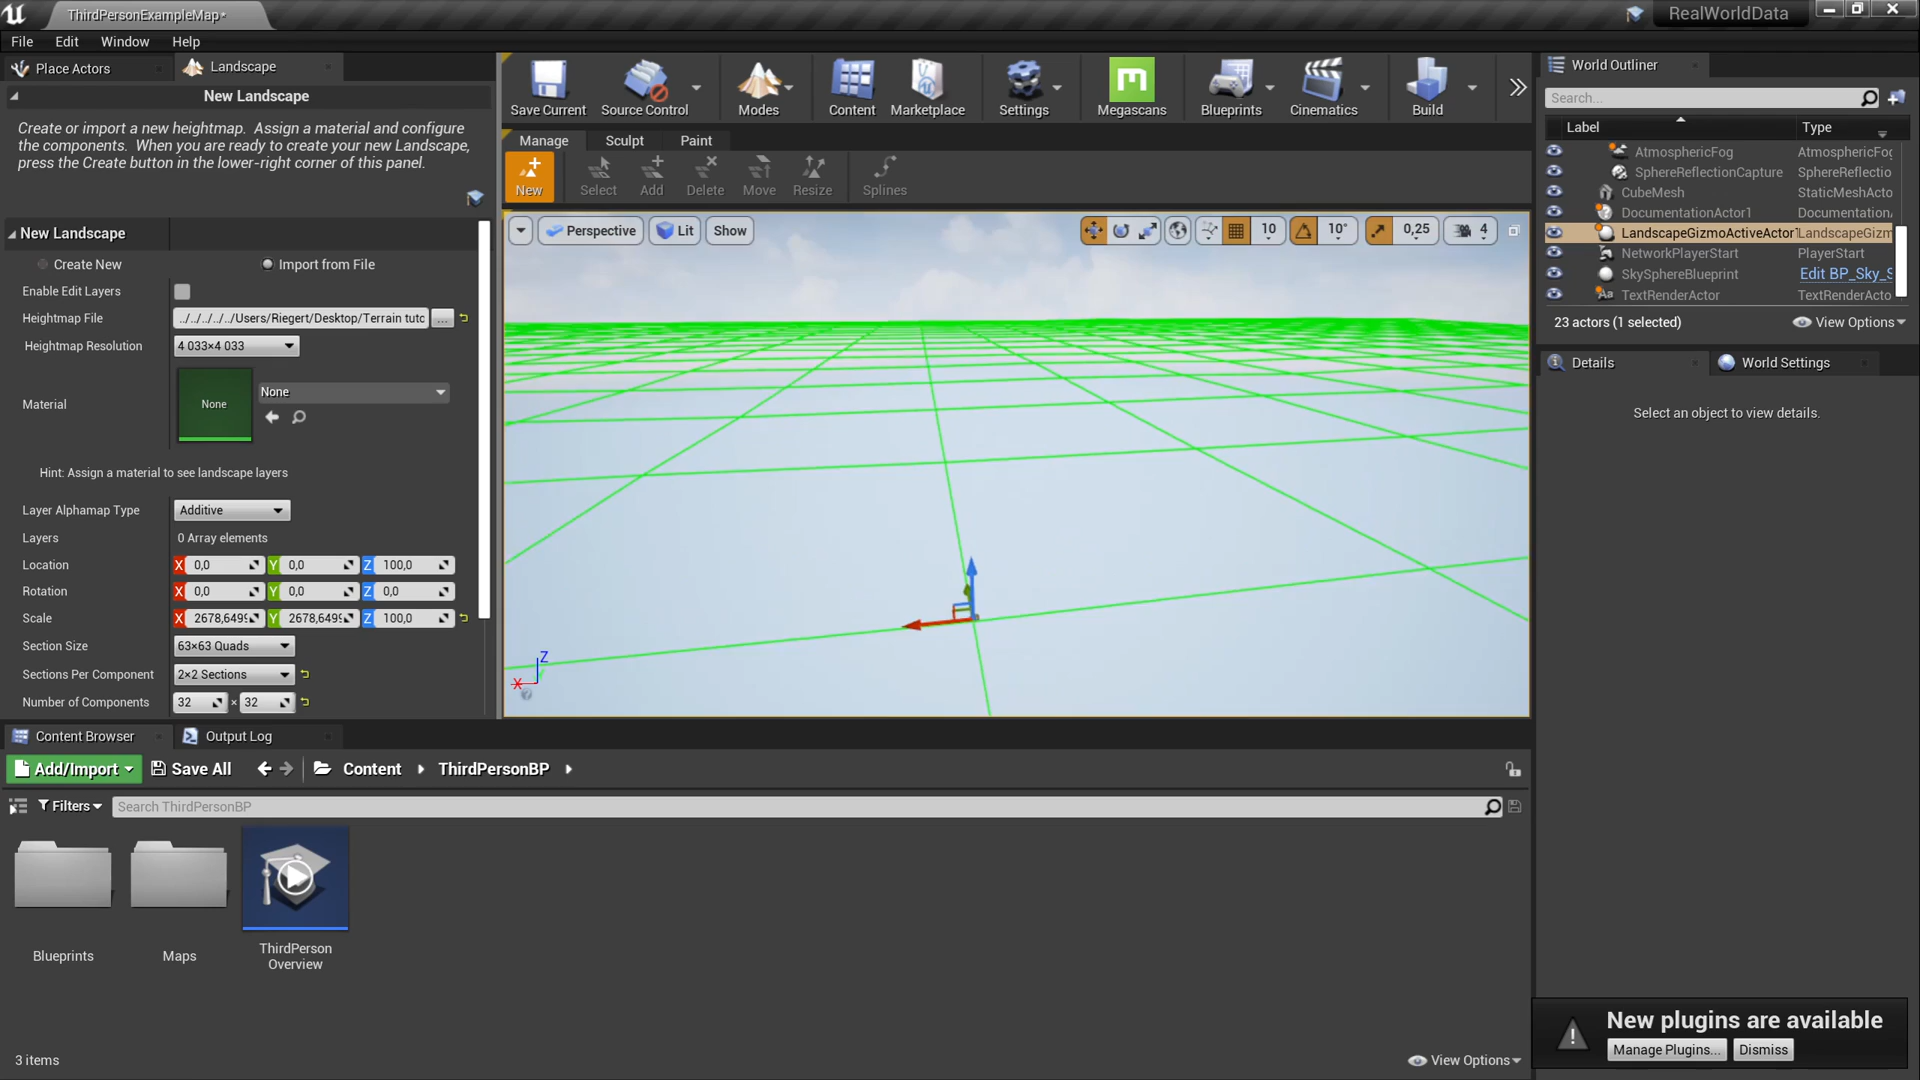 ThirdPersonExampleMap*
RealWorldData
File Edit Window Help
Place Actors
Landscape
New Landscape
Create or import a new heightmap. Assign a material and configure
the components. When you are ready to create your new Landscape,
press the Create button in the lower-right corner of this panel.
New Landscape
Create New
Import from File
Enable Edit Layers
Heightmap File ../../../../../Users/Riegert/Desktop/Terrain tuto ...
Heightmap Resolution 4 033×4 033
Material None None
Hint: Assign a material to see landscape layers
Layer Alphamap Type Additive
Layers 0 Array elements
Location X 0,0 Y 0,0 Z 100,0
Rotation X 0,0 Y 0,0 Z 0,0
Scale X 2678,6499 Y 2678,6499 Z 100,0
Section Size 63×63 Quads
Sections Per Component 2×2 Sections
Number of Components 32 × 32
Save Current Source Control Modes Content Marketplace Settings Megascans Blueprints Cinematics Build
Manage Sculpt Paint
New Select Add Delete Move Resize Splines
Perspective Lit Show 10 10° 0,25 4
Z
X
World Outliner
Search...
Label Type
AtmosphericFog AtmosphericFog
SphereReflectionCapture SphereReflectio
CubeMesh StaticMeshActo
DocumentationActor1 DocumentationA
LandscapeGizmoActiveActor LandscapeGizm
NetworkPlayerStart PlayerStart
SkySphereBlueprint Edit BP_Sky_S
TextRenderActor TextRenderActo
23 actors (1 selected) View Options
Details
World Settings
Select an object to view details.
Content Browser
Output Log
Add/Import Save All Content ThirdPersonBP
Filters Search ThirdPersonBP
Blueprints
Maps
ThirdPerson
Overview
3 items
View Options
New plugins are available
Manage Plugins... Dismiss